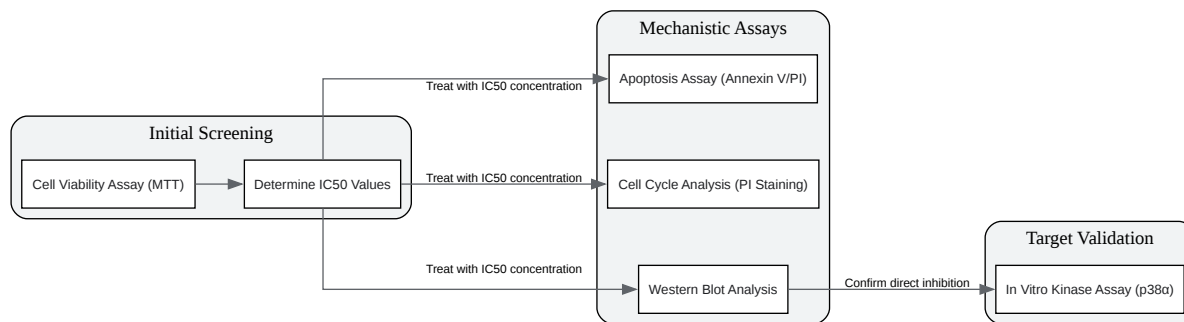 Initial Screening
Cell Viability Assay (MTT)
Determine IC50 Values
Treat with IC50 concentration
Treat with IC50 concentration
Treat with IC50 concentration
Mechanistic Assays
Apoptosis Assay (Annexin V/PI)
Cell Cycle Analysis (PI Staining)
Western Blot Analysis
Confirm direct inhibition
Target Validation
In Vitro Kinase Assay (p38α)